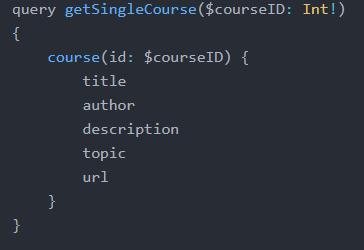 query getSingleCourse($courseID: Int!)
{
    course(id: $courseID) {
        title
        author
        description
        topic
        url
    }
}